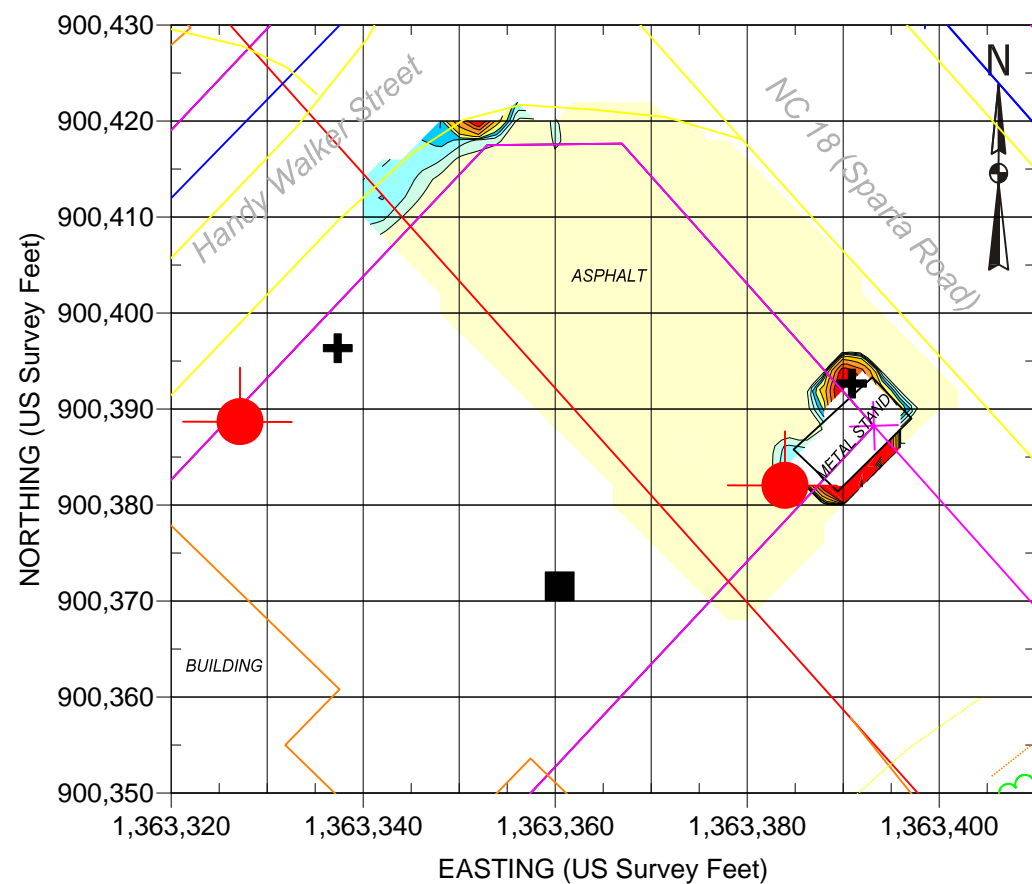 900,430
900,420
900,410
900,400
900,390
900,380
900,370
900,360
900,350
NORTHING (US Survey Feet)
Handy Walker Street
NC 18 (Sparta Road)
N
ASPHALT
METAL STAND
BUILDING
1,363,320
1,363,340
1,363,360
1,363,380
1,363,400
EASTING (US Survey Feet)